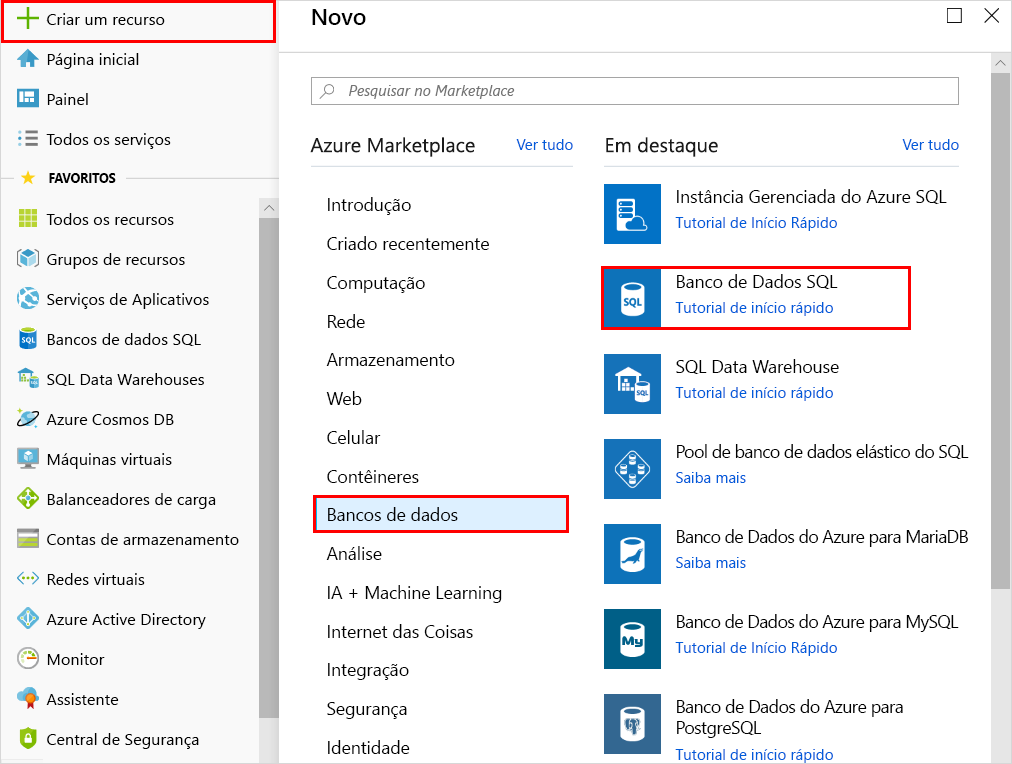 Criar um recurso
Página inicial
Painel
Todos os serviços
FAVORITOS
Todos os recursos
Grupos de recursos
Serviços de Aplicativos
Bancos de dados SQL
SQL Data Warehouses
Azure Cosmos DB
Máquinas virtuais
Balanceadores de carga
Contas de armazenamento
Redes virtuais
Azure Active Directory
Monitor
Assistente
Central de Segurança
Novo
Pesquisar no Marketplace
Azure Marketplace
Ver tudo
Introdução
Criado recentemente
Computação
Rede
Armazenamento
Web
Celular
Contêineres
Bancos de dados
Análise
IA + Machine Learning
Internet das Coisas
Integração
Segurança
Identidade
Em destaque
Ver tudo
Instância Gerenciada do Azure SQL
Tutorial de Início Rápido
SQL
Banco de Dados SQL
Tutorial de início rápido
SQL
SQL Data Warehouse
Tutorial de início rápido
Pool de banco de dados elástico do SQL
Saiba mais
Banco de Dados do Azure para MariaDB
Saiba mais
My
Banco de Dados do Azure para MySQL
Tutorial de Início Rápido
Banco de Dados do Azure para
PostgreSQL
Tutorial de início rápido